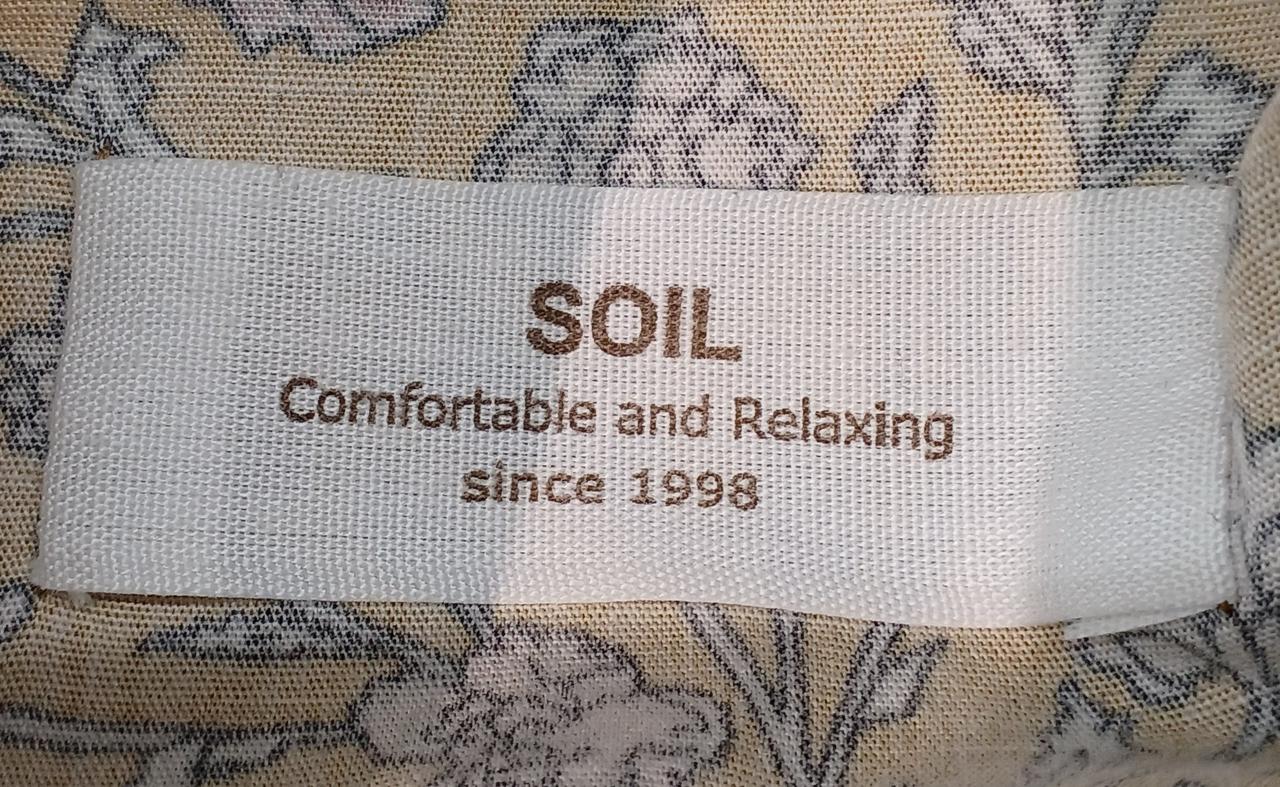 SOIL
Comfortable and Relaxing
since 1998